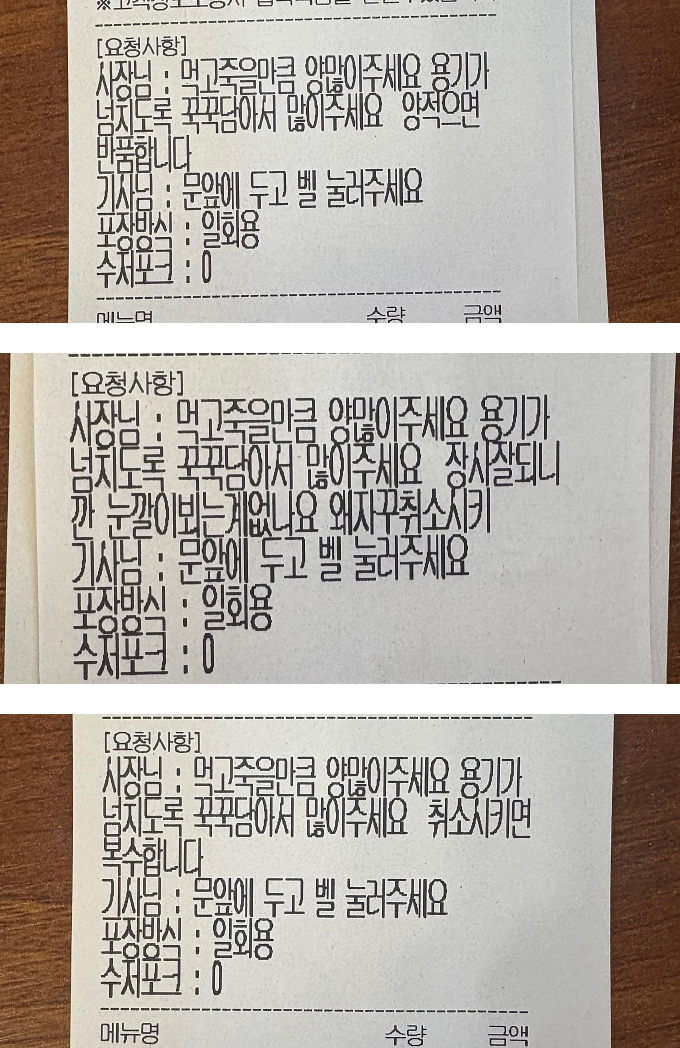 [요청사항]
사장님 : 먹고죽을만큼 양많이주세요 용기가
넘치도록 꾹꾹담아서 많이주세요 양적으면
반품합니다
기사님 : 문앞에 두고 벨 눌러주세요
포장방식 : 일회용
수저포크 : 0
메뉴명 수량 금액
[요청사항]
사장님 : 먹고죽을만큼 양많이주세요 용기가
넘치도록 꾹꾹담아서 많이주세요 장사잘되니
깐 눈깔이뵈는게없나요 왜자꾸취소시키
기사님 : 문앞에 두고 벨 눌러주세요
포장방식 : 일회용
수저포크 : 0
[요청사항]
사장님 : 먹고죽을만큼 양많이주세요 용기가
넘치도록 꾹꾹담아서 많이주세요 취소시키면
복수합니다
기사님 : 문앞에 두고 벨 눌러주세요
포장방식 : 일회용
수저포크 : 0
메뉴명 수량 금액